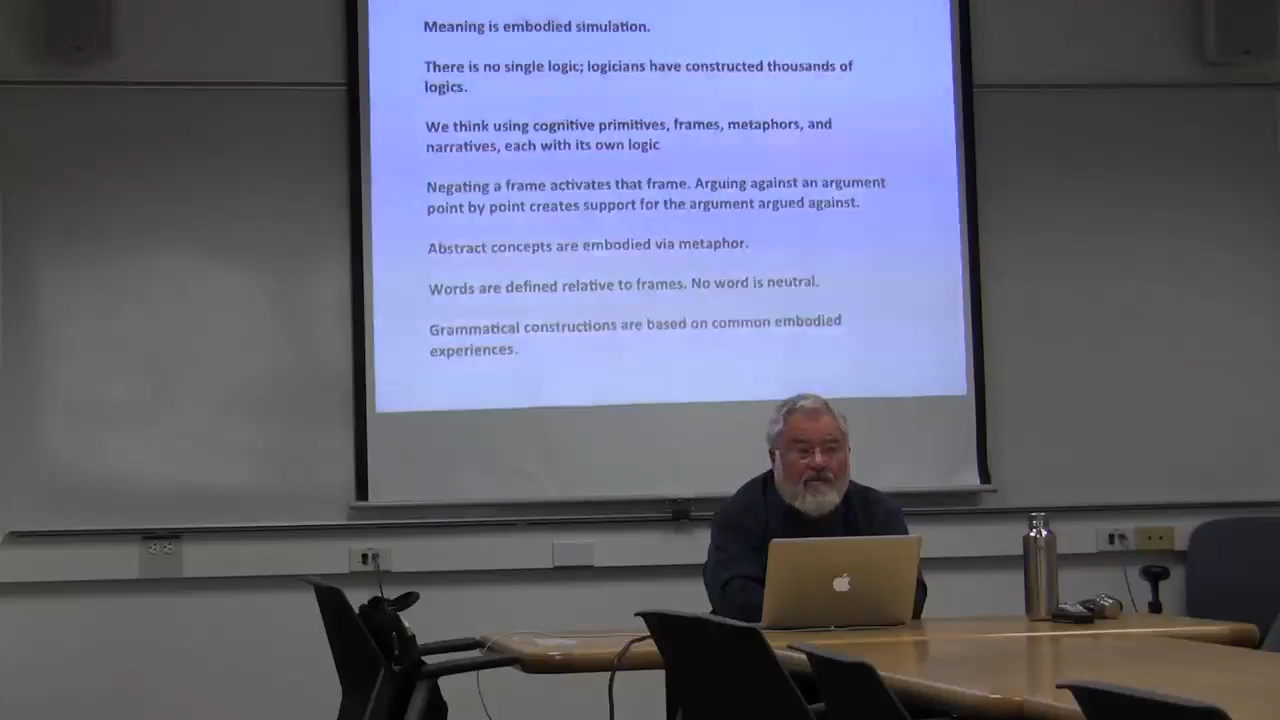 Meaning is embodied simulation.
There is no single logic; logicians have constructed thousands of
logics.
We think using cognitive primitives, frames, metaphors, and
narratives, each with its own logic
Negating a frame activates that frame. Arguing against an argument
point by point creates support for the argument argued against.
Abstract concepts are embodied via metaphor.
Words are defined relative to frames. No word is neutral.
Grammatical constructions are based on common embodied
experiences.